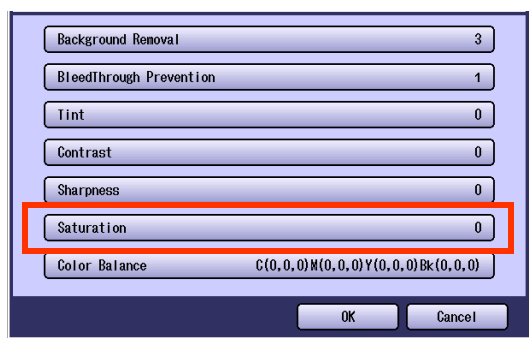 Background Removal 3
BleedThrough Prevention 1
Tint 0
Contrast 0
Sharpness 0
Saturation 0
Color Balance C(0,0,0)M(0,0,0)Y(0,0,0)Bk(0,0,0)
OK Cancel